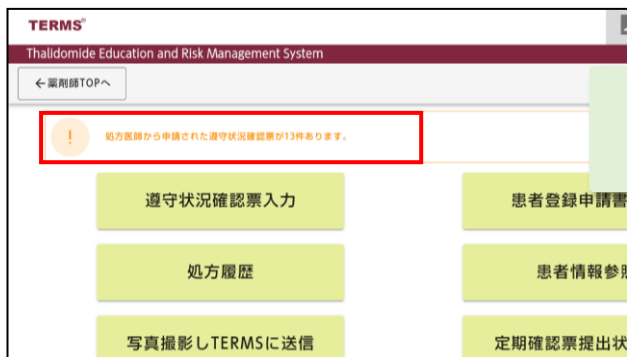 TERMS®
Thalidomide Education and Risk Management System
←薬剤師TOPへ
! 処方医師から申請された遵守状況確認票が13件あります。
遵守状況確認票入力
患者登録申請書
処方履歴
患者情報参照
写真撮影しTERMSに送信
定期確認票提出状